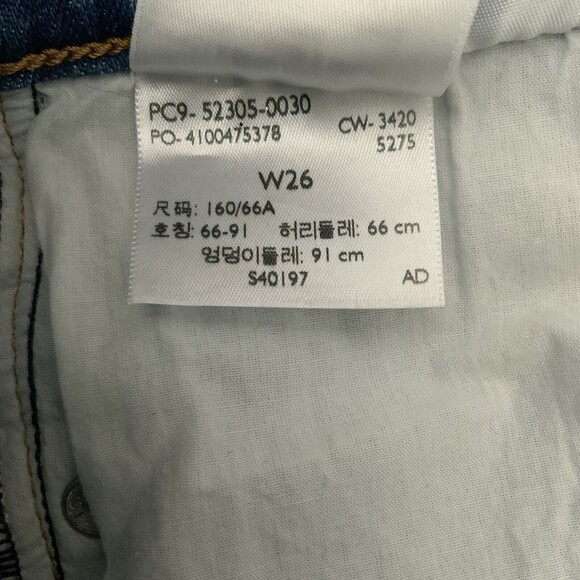 PC9- 52305-0030
PO- 4100475378
CW- 3420
5275
W26
尺码: 160/66A
호칭: 66-91 허리둘레: 66 cm
엉덩이둘레: 91 cm
S40197 AD